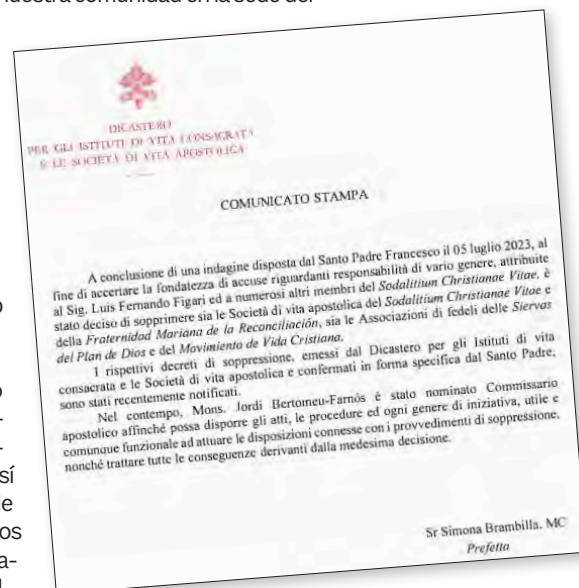 nuestra comunidad en la sede del
DICASTERO
PER GLI ISTITUTI DI VITA CONSACRATA
E LE SOCIETÀ DI VITA APOSTOLICA
COMUNICATO STAMPA
A conclusione di una indagine disposta dal Santo Padre Francesco il 05 luglio 2023, al
fine di accertare la fondatezza di accuse riguardanti responsabilità di vario genere, attribuite
al Sig. Luis Fernando Figari ed a numerosi altri membri del Sodalitium Christianae Vitae, è
stato deciso di sopprimere sia le Società di vita apostolica del Sodalitium Christianae Vitae e
della Fraternidad Mariana de la Reconciliación, sia le Associazioni di fedeli delle Siervas
del Plan de Dios e del Movimiento de Vida Cristiana.
I rispettivi decreti di soppressione, emessi dal Dicastero per gli Istituti di vita
consacrata e le Società di vita apostolica e confermati in forma specifica dal Santo Padre,
sono stati recentemente notificati.
Nel contempo, Mons. Jordi Bertomeu-Farnós è stato nominato Commissario
apostolico affinché possa disporre gli atti, le procedure ed ogni genere di iniziativa, utile e
comunque funzionale ad attuare le disposizioni connesse con i provvedimenti di soppressione,
nonché trattare tutte le conseguenze derivanti dalla medesima decisione.
Sr Simona Brambilla, MC
Prefetta
o
o
sí
le
os